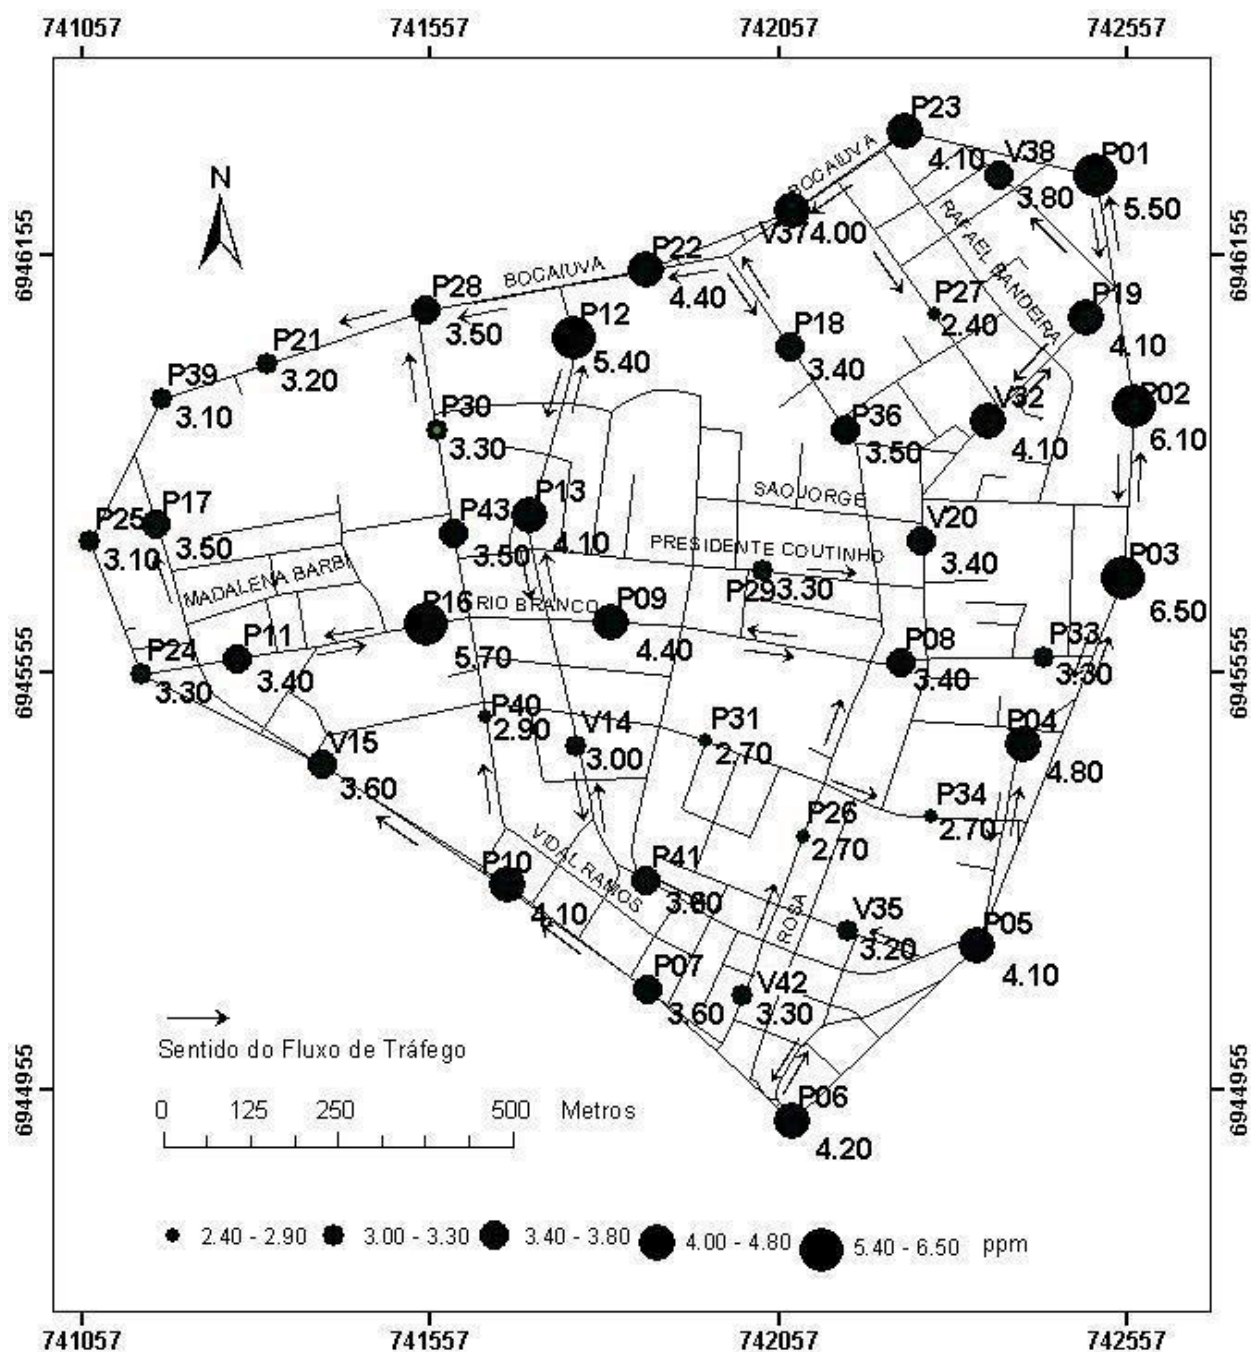 741057 741557 742057 742557
P23
BOCAIUVA
4.10
V38
P01
N
3.80
5.50
6946155
6946155
V37 4.00
RAFAEL BANDEIRA
P22
BOCAIUVA
4.40
P28
3.50
P27
2.40
P19
4.10
P12
5.40
P18
3.40
P21
3.20
P39
3.10
V32
4.10
P02
6.10
P30
3.30
P36
3.50
SAO JORGE
P17
3.50
P25
3.10
P43
3.50
P13
4.10
V20
3.40
PRESIDENTE COUTINHO
P29 3.30
P03
6.50
MADALENA BARBI
P16
5.70
RIO BRANCO
P09
4.40
P11
3.40
P24
3.30
P08
3.40
P33
3.30
6945555
6945555
P40
2.90
V14
3.00
P31
2.70
P04
4.80
V15
3.60
P26
2.70
P34
2.70
VIDAL RAMOS
P10
4.10
P41
3.80
ROSA
V35
3.20
P05
4.10
P07
3.60
V42
3.30
Sentido do Fluxo de Tráfego
6944955
6944955
P06
4.20
0 125 250 500 Metros
2.40 - 2.90 3.00 - 3.30 3.40 - 3.80 4.00 - 4.80 5.40 - 6.50 ppm
741057 741557 742057 742557